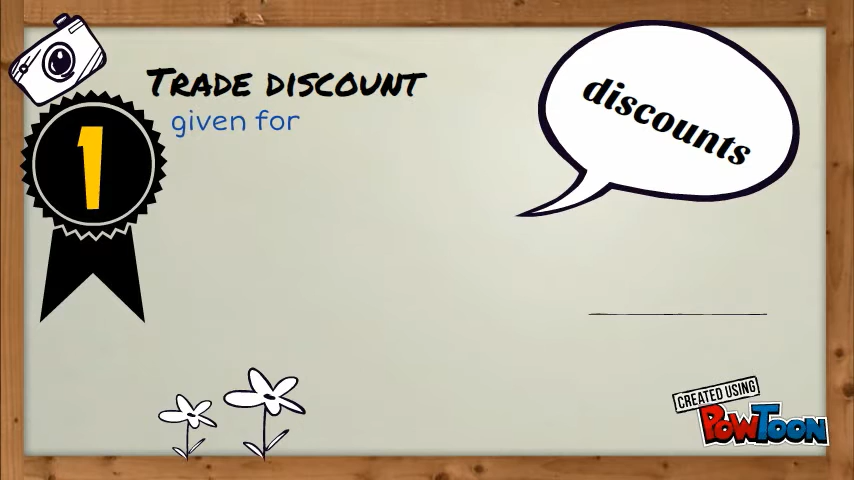 Trade discount
given for
1
discounts
CREATED USING
PowToon